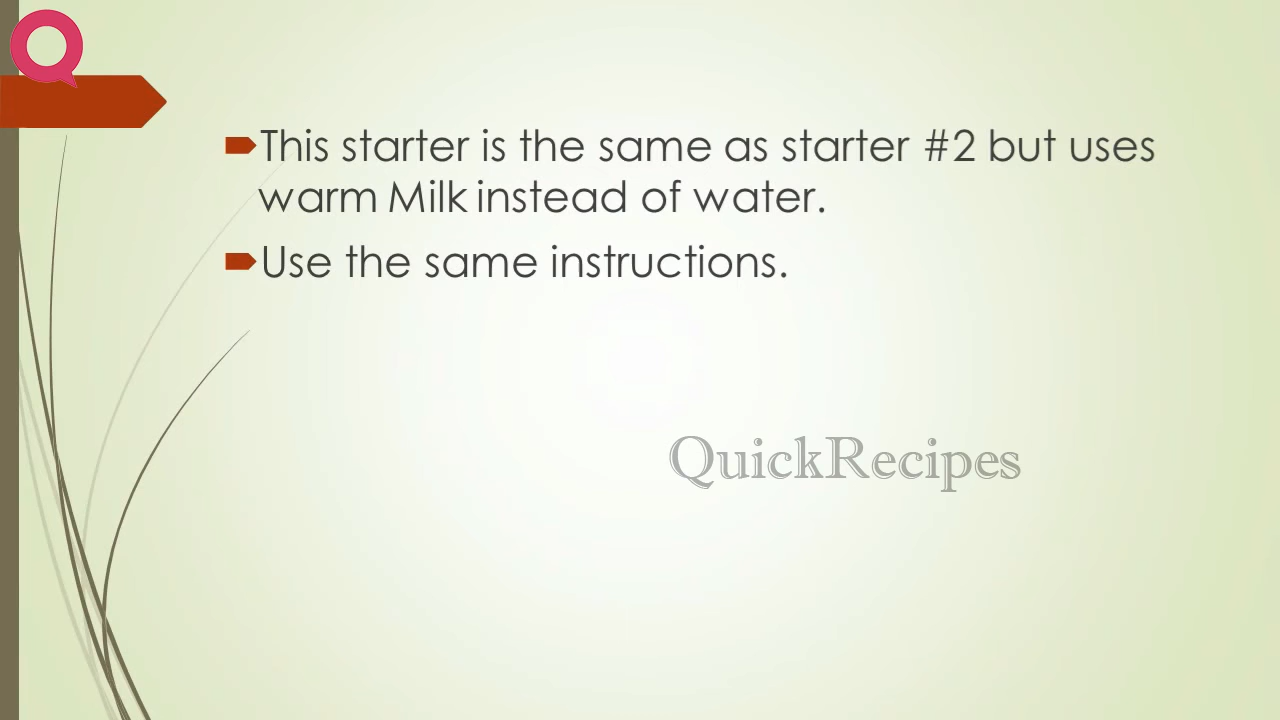 This starter is the same as starter #2 but uses
warm Milk instead of water.
Use the same instructions.
QuickRecipes